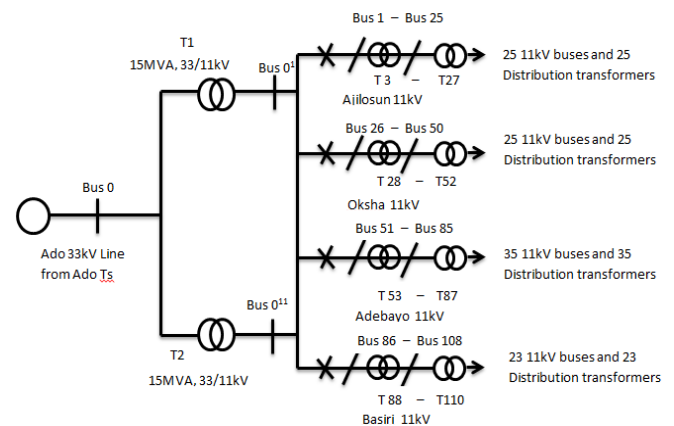 Bus 1 – Bus 25
T1
15MVA, 33/11kV
Bus 0¹
T 3 – T27
Ajilosun 11kV
25 11kV buses and 25
Distribution transformers
Bus 26 – Bus 50
T 28 – T52
Oksha 11kV
25 11kV buses and 25
Distribution transformers
Bus 0
Ado 33kV Line
from Ado Ts
Bus 51 – Bus 85
T 53 – T87
Adebayo 11kV
35 11kV buses and 35
Distribution transformers
Bus 0¹¹
T2
15MVA, 33/11kV
Bus 86 – Bus 108
T 88 – T110
Basiri 11kV
23 11kV buses and 23
Distribution transformers